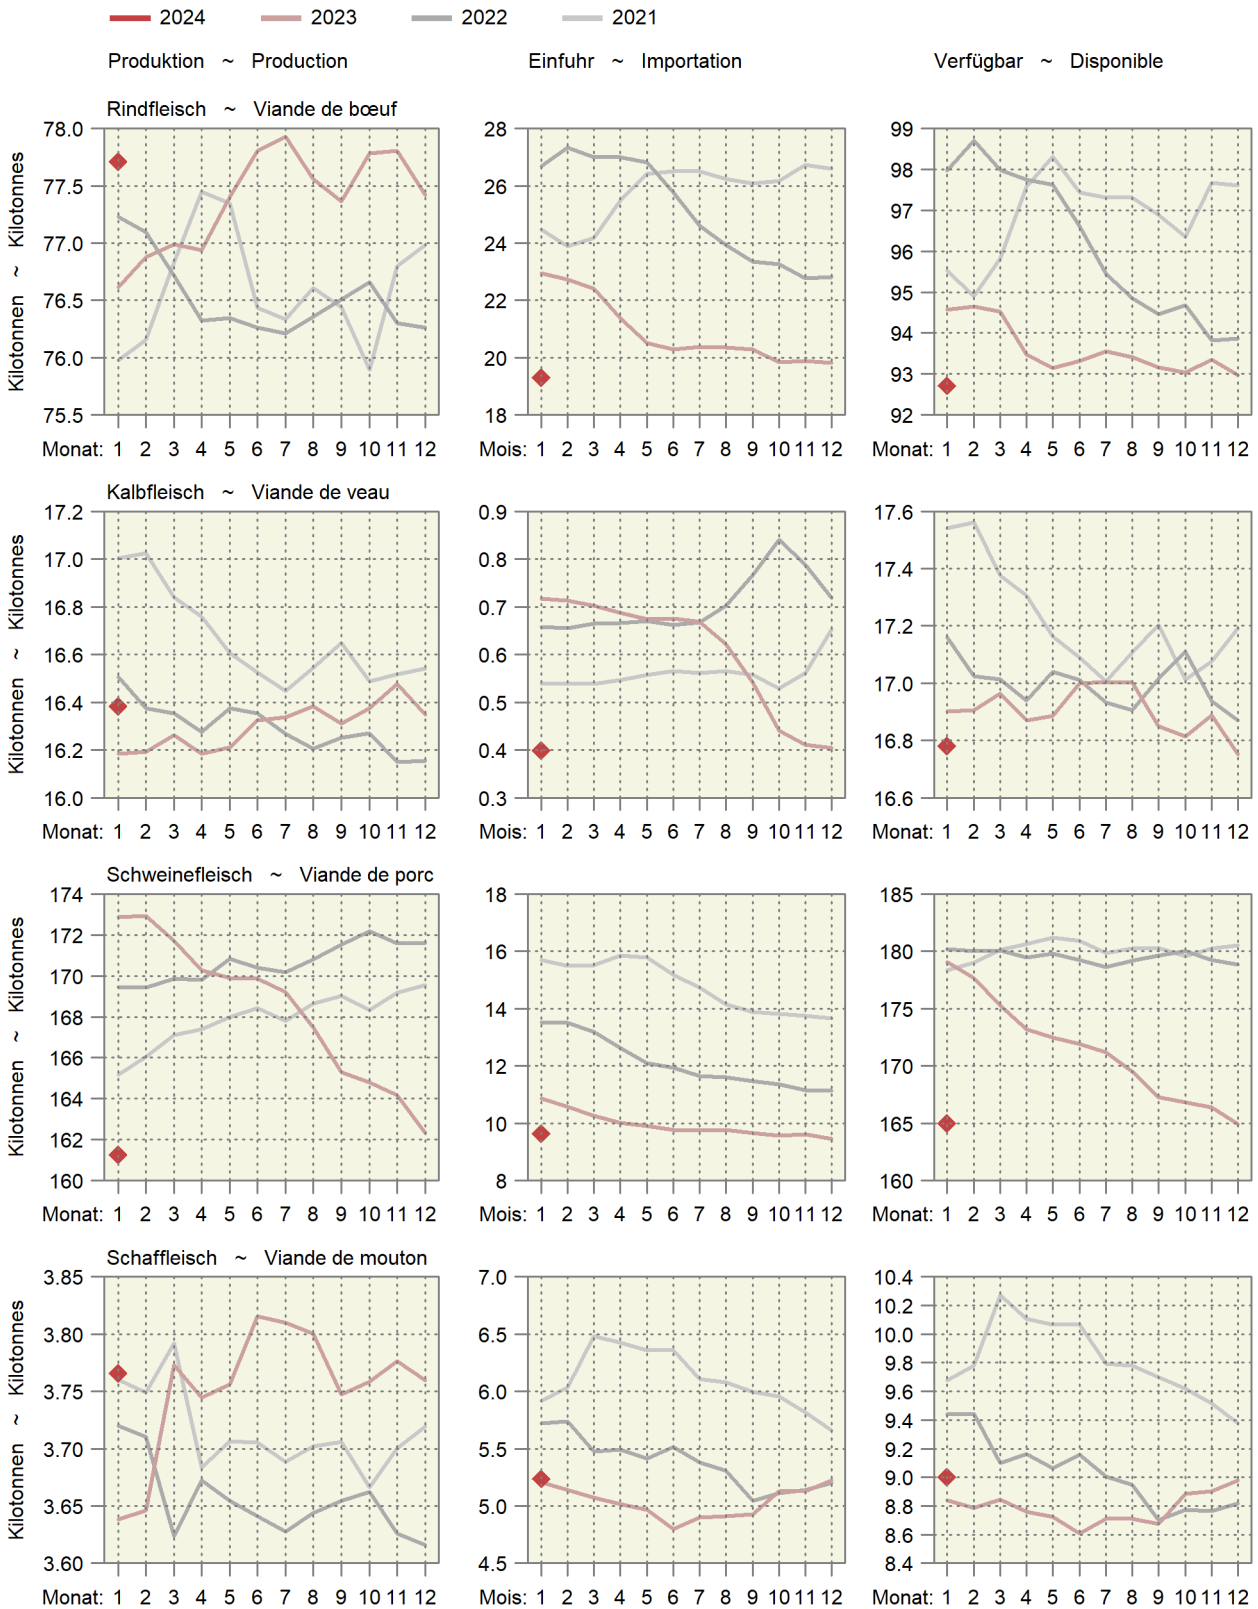 2024 2023 2022 2021
Produktion ~ Production Einfuhr ~ Importation Verfügbar ~ Disponible
Rindfleisch ~ Viande de bœuf
Kilotonnen ~ Kilotonnes
78.0 28 99
77.5 26 98
77.0 24 97
76.5 22 96
76.0 20 95
75.5 18 94
93
92
Monat: 1 2 3 4 5 6 7 8 9 10 11 12 Mois: 1 2 3 4 5 6 7 8 9 10 11 12 Monat: 1 2 3 4 5 6 7 8 9 10 11 12
Kalbfleisch ~ Viande de veau
Kilotonnen ~ Kilotonnes
17.2 0.9 17.6
17.0 0.8 17.4
16.8 0.7 17.2
16.6 0.6 17.0
16.4 0.5 16.8
16.2 0.4 16.6
16.0 0.3
Monat: 1 2 3 4 5 6 7 8 9 10 11 12 Mois: 1 2 3 4 5 6 7 8 9 10 11 12 Monat: 1 2 3 4 5 6 7 8 9 10 11 12
Schweinefleisch ~ Viande de porc
Kilotonnen ~ Kilotonnes
174 18 185
172 16 180
170 14 175
168 12 170
166 10 165
164 8 160
162
160
Monat: 1 2 3 4 5 6 7 8 9 10 11 12 Mois: 1 2 3 4 5 6 7 8 9 10 11 12 Monat: 1 2 3 4 5 6 7 8 9 10 11 12
Schaffleisch ~ Viande de mouton
Kilotonnen ~ Kilotonnes
3.85 7.0 10.4
3.80 6.5 10.2
3.75 6.0 10.0
3.70 5.5 9.8
3.65 5.0 9.6
3.60 4.5 9.4
9.2
9.0
8.8
8.6
8.4
Monat: 1 2 3 4 5 6 7 8 9 10 11 12 Mois: 1 2 3 4 5 6 7 8 9 10 11 12 Monat: 1 2 3 4 5 6 7 8 9 10 11 12